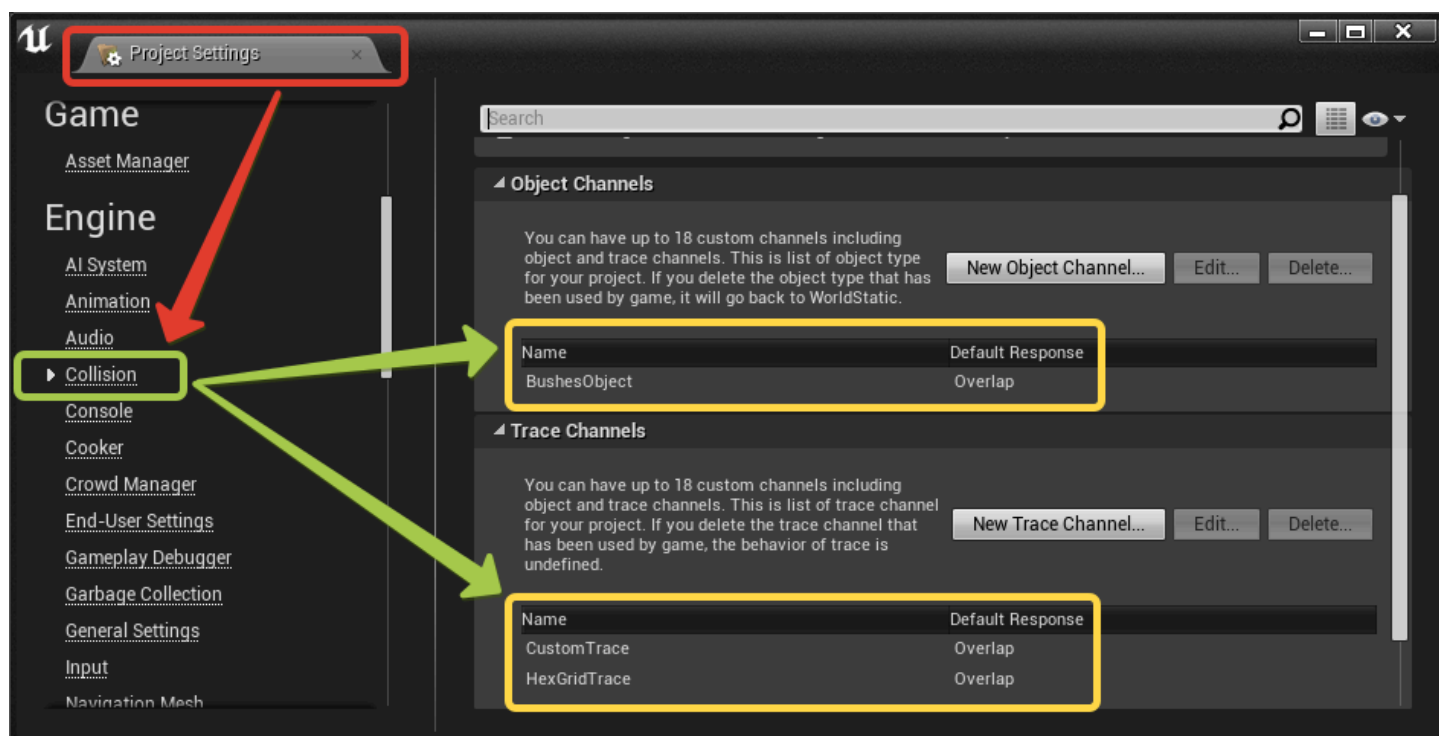 Project Settings
Game
Asset Manager
Engine
AI System
Animation
Audio
Collision
Console
Cooker
Crowd Manager
End-User Settings
Gameplay Debugger
Garbage Collection
General Settings
Input
Navigation Mesh
Search
Object Channels
You can have up to 18 custom channels including
object and trace channels. This is list of object type
for your project. If you delete the object type that has
been used by game, it will go back to WorldStatic.
New Object Channel... Edit... Delete...
Name Default Response
BushesObject Overlap
Trace Channels
You can have up to 18 custom channels including
object and trace channels. This is list of trace channel
for your project. If you delete the trace channel that
has been used by game, the behavior of trace is
undefined.
New Trace Channel... Edit... Delete...
Name Default Response
CustomTrace Overlap
HexGridTrace Overlap